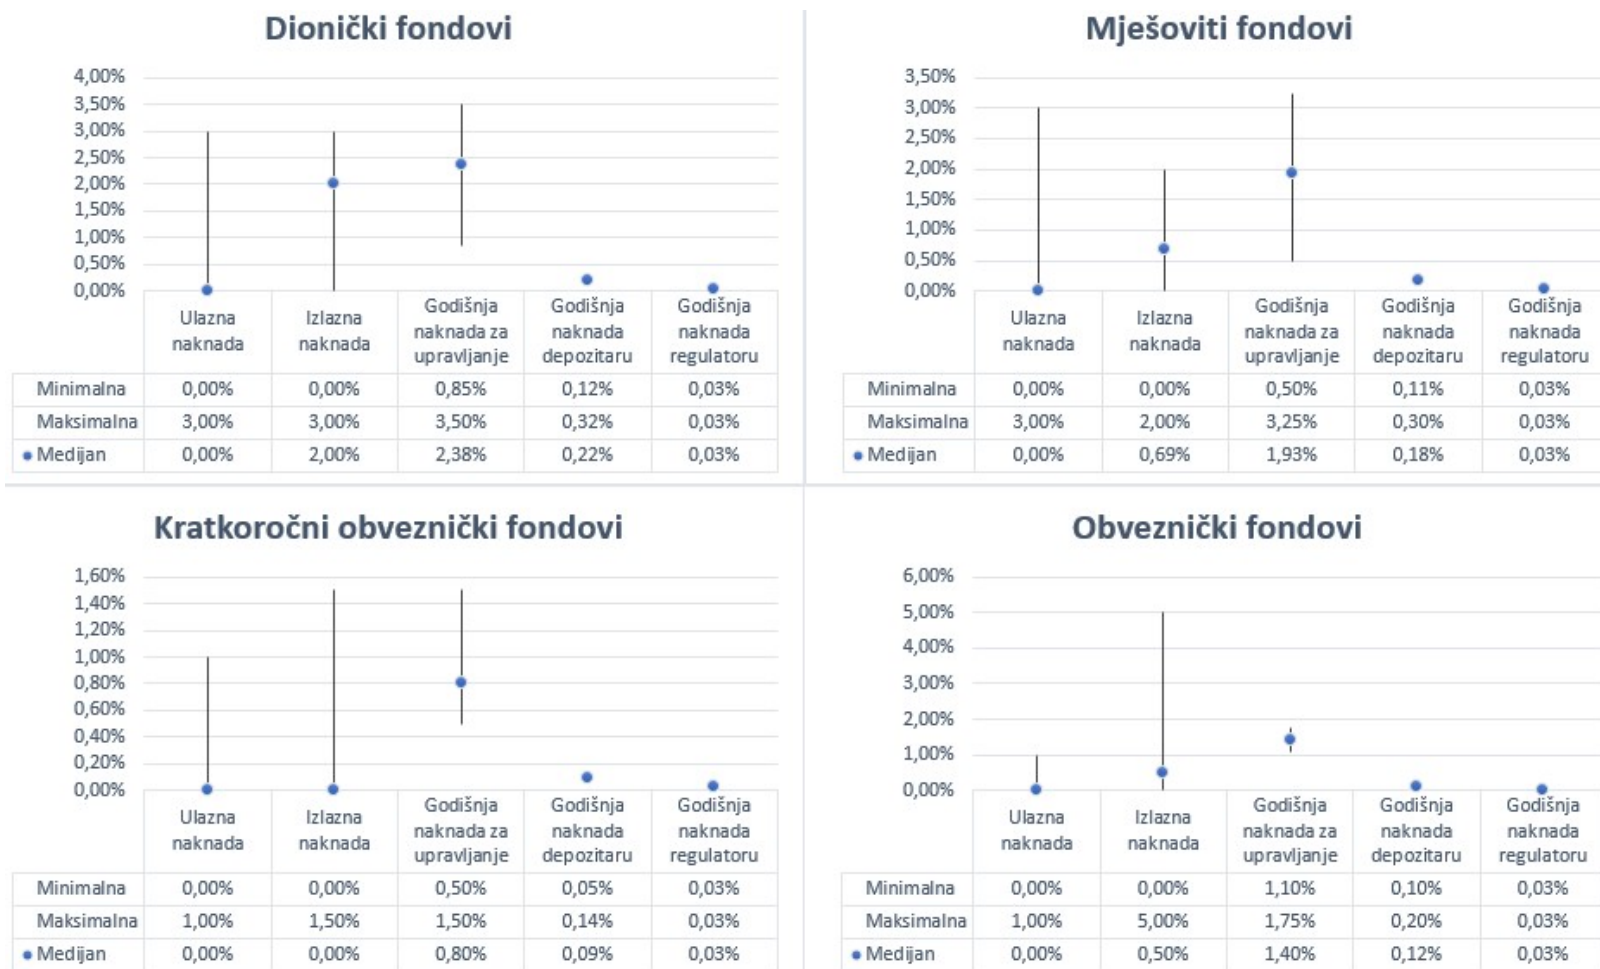 Dionički fondovi
4,00%
3,50%
3,00%
2,50%
2,00%
1,50%
1,00%
0,50%
0,00%
Ulazna naknada
Izlazna naknada
Godišnja naknada za upravljanje
Godišnja naknada depozitaru
Godišnja naknada regulatoru
Minimalna 0,00% 0,00% 0,85% 0,12% 0,03%
Maksimalna 3,00% 3,00% 3,50% 0,32% 0,03%
Medijan 0,00% 2,00% 2,38% 0,22% 0,03%
Mješoviti fondovi
3,50%
3,00%
2,50%
2,00%
1,50%
1,00%
0,50%
0,00%
Ulazna naknada
Izlazna naknada
Godišnja naknada za upravljanje
Godišnja naknada depozitaru
Godišnja naknada regulatoru
Minimalna 0,00% 0,00% 0,50% 0,11% 0,03%
Maksimalna 3,00% 2,00% 3,25% 0,30% 0,03%
Medijan 0,00% 0,69% 1,93% 0,18% 0,03%
Kratkoročni obveznički fondovi
1,60%
1,40%
1,20%
1,00%
0,80%
0,60%
0,40%
0,20%
0,00%
Ulazna naknada
Izlazna naknada
Godišnja naknada za upravljanje
Godišnja naknada depozitaru
Godišnja naknada regulatoru
Minimalna 0,00% 0,00% 0,50% 0,05% 0,03%
Maksimalna 1,00% 1,50% 1,50% 0,14% 0,03%
Medijan 0,00% 0,00% 0,80% 0,09% 0,03%
Obveznički fondovi
6,00%
5,00%
4,00%
3,00%
2,00%
1,00%
0,00%
Ulazna naknada
Izlazna naknada
Godišnja naknada za upravljanje
Godišnja naknada depozitaru
Godišnja naknada regulatoru
Minimalna 0,00% 0,00% 1,10% 0,10% 0,03%
Maksimalna 1,00% 5,00% 1,75% 0,20% 0,03%
Medijan 0,00% 0,50% 1,40% 0,12% 0,03%